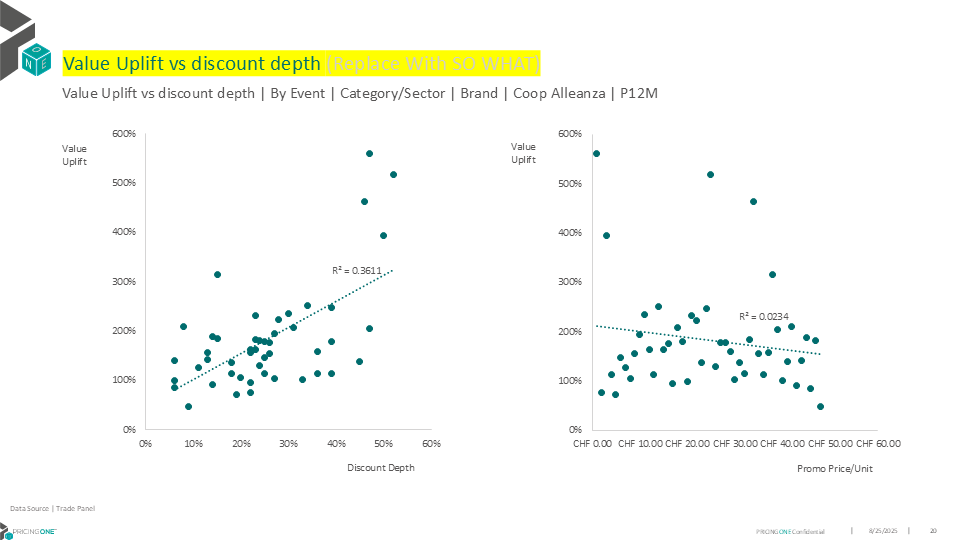 O
N E
Value Uplift vs discount depth (Replace With SO WHAT)
Value Uplift vs discount depth | By Event | Category/Sector | Brand | Coop Alleanza | P12M
Value
Uplift
600%
500%
400%
300%
200%
100%
0%
R² = 0.3611
0% 10% 20% 30% 40% 50% 60%
Discount Depth
Value
Uplift
600%
500%
400%
300%
200%
100%
0%
R² = 0.0234
CHF 0.00 CHF 10.00 CHF 20.00 CHF 30.00 CHF 40.00 CHF 50.00 CHF 60.00
Promo Price/Unit
Data Source | Trade Panel
PRICINGONE™
PRICINGONE Confidential | 8/25/2025 | 20